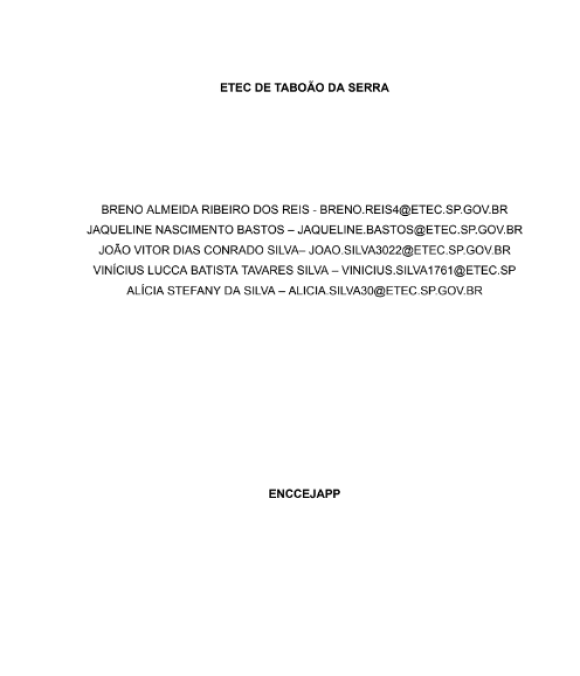 ETEC DE TABOÃO DA SERRA
BRENO ALMEIDA RIBEIRO DOS REIS - BRENO.REIS4@ETEC.SP.GOV.BR
JAQUELINE NASCIMENTO BASTOS – JAQUELINE.BASTOS@ETEC.SP.GOV.BR
JOÃO VITOR DIAS CONRADO SILVA– JOAO.SILVA3022@ETEC.SP.GOV.BR
VINÍCIUS LUCCA BATISTA TAVARES SILVA – VINICIUS.SILVA1761@ETEC.SP
ALÍCIA STEFANY DA SILVA – ALICIA.SILVA30@ETEC.SP.GOV.BR
ENCCEJAPP